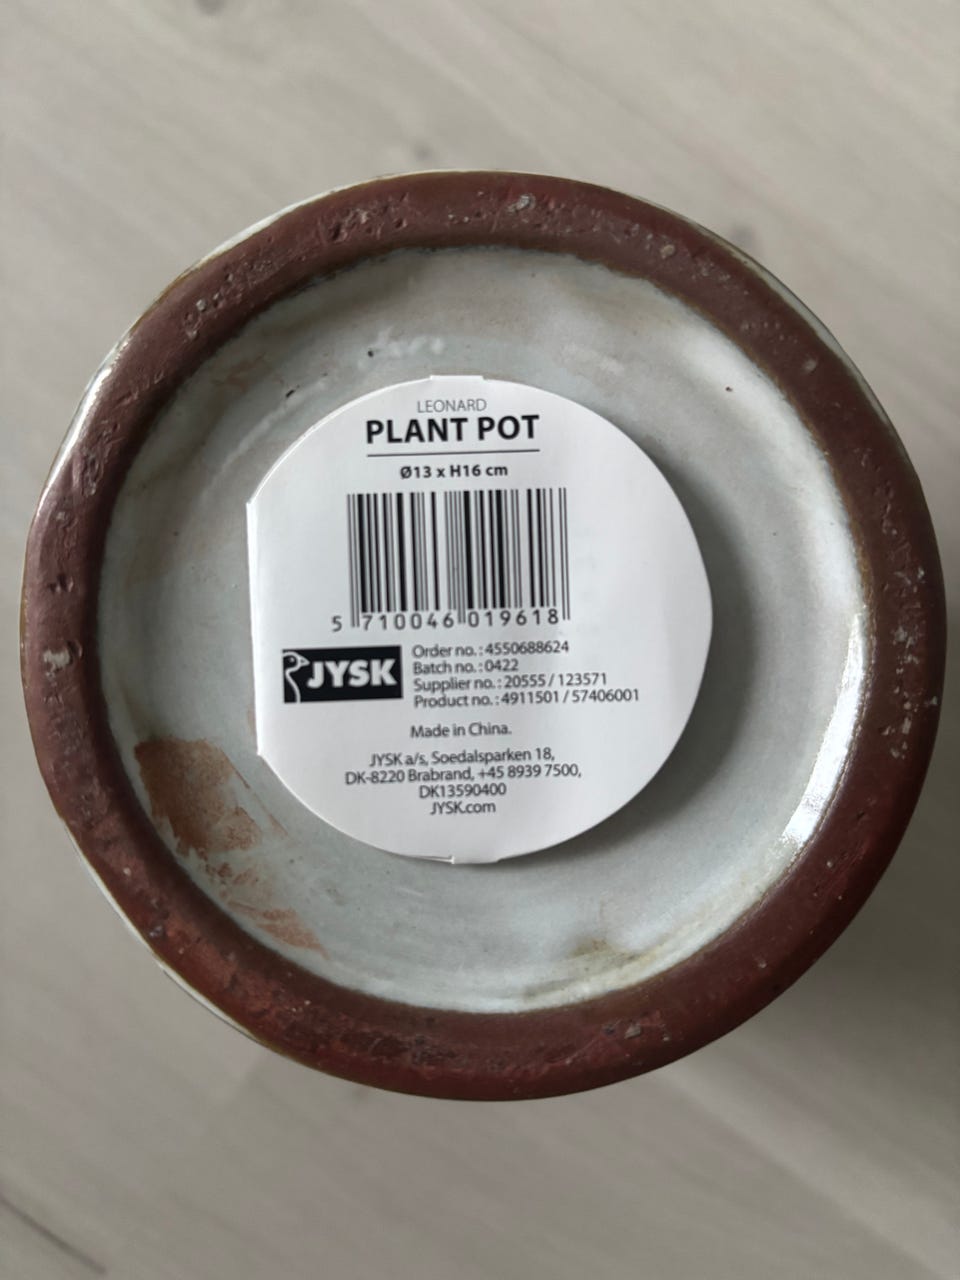 LEONARD
PLANT POT
Ø13 x H16 cm
5 710046 019618
JYSK
Order no.: 4550688624
Batch no.: 0422
Supplier no.: 20555 / 123571
Product no.: 4911501 / 57406001
Made in China.
JYSK a/s, Soedalsparken 18,
DK-8220 Brabrand, +45 8939 7500,
DK13590400
JYSK.com